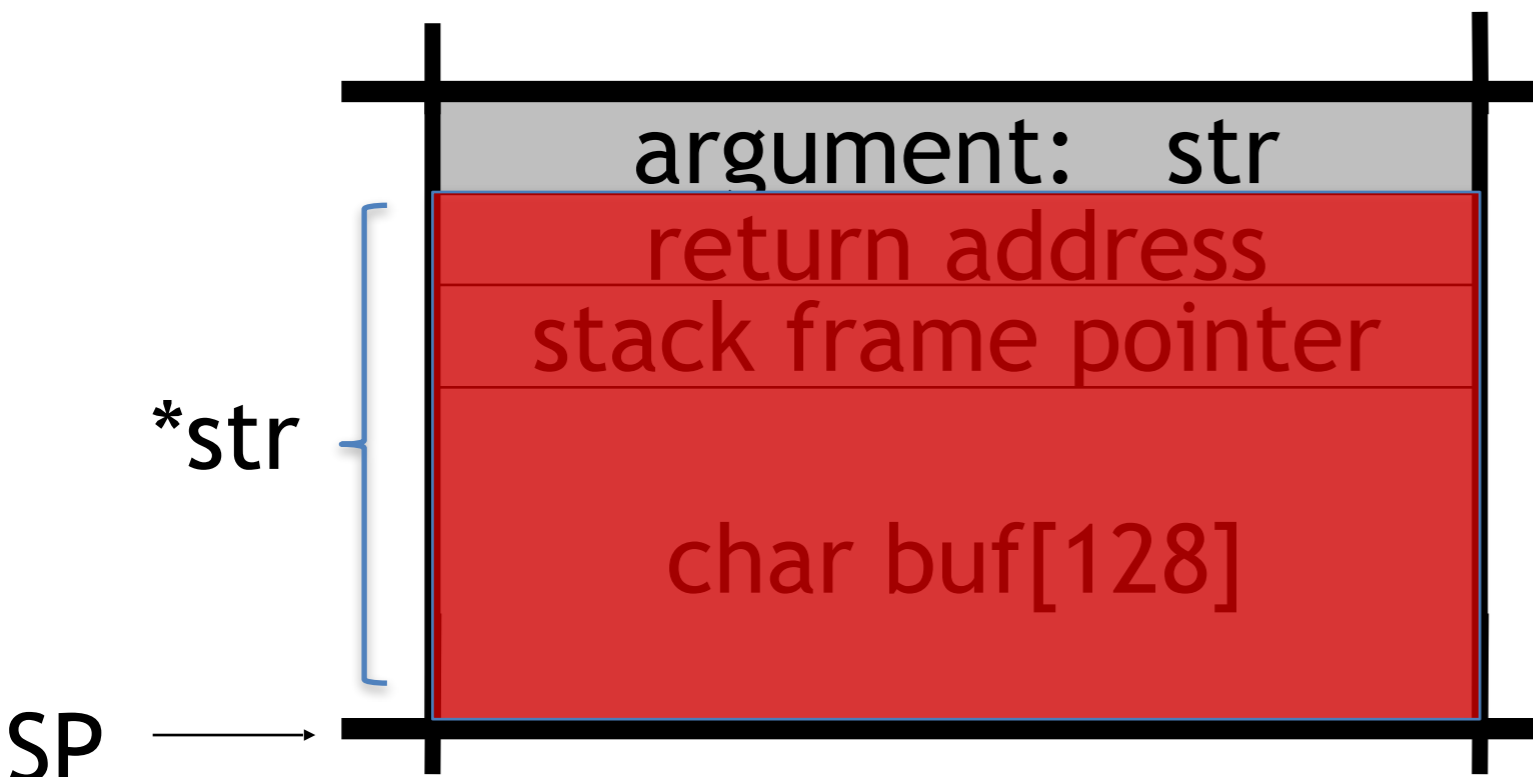 argument: str
return address
stack frame pointer
*str
char buf[128]
SP